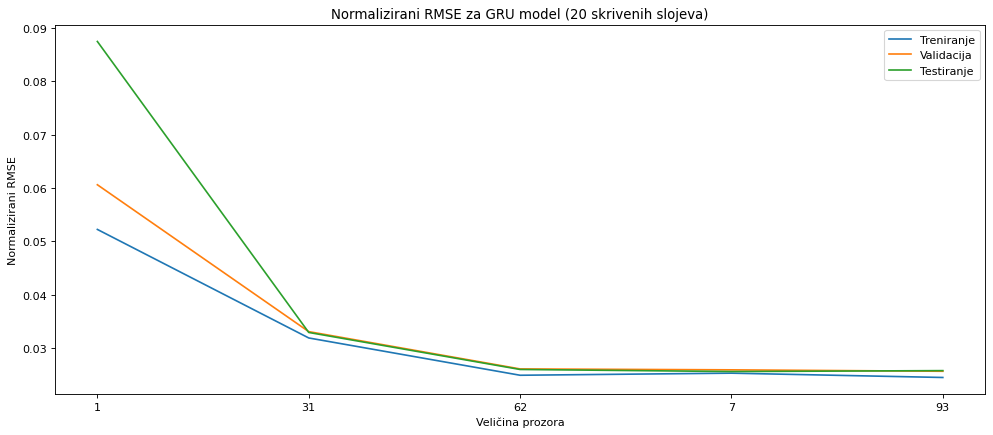 Normalizirani RMSE za GRU model (20 skrivenih slojeva)
Treniranje
Validacija
Testiranje
Normalizirani RMSE
0.09
0.08
0.07
0.06
0.05
0.04
0.03
1 31 62 7 93
Veličina prozora